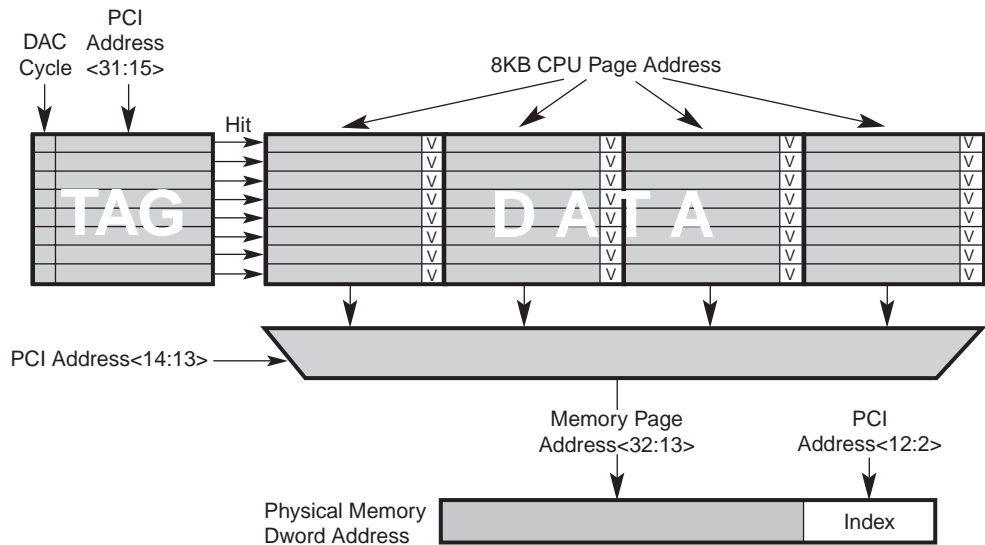 DAC
Cycle
PCI
Address
<31:15>
8KB CPU Page Address
Hit
TAG
DATA
V V V V
V V V V
V V V V
V V V V
V V V V
V V V V
V V V V
V V V V
PCI Address<14:13>
Memory Page
Address<32:13>
PCI
Address<12:2>
Physical Memory
Dword Address
Index